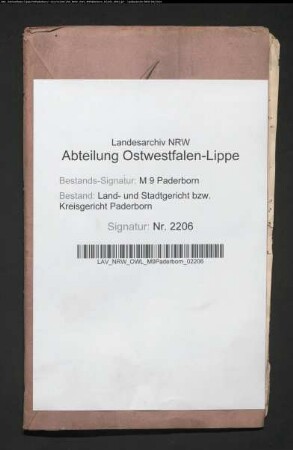 Landesarchiv NRW
Abteilung Ostwestfalen-Lippe
Bestands-Signatur: M 9 Paderborn
Bestand: Land- und Stadtgericht bzw.
Kreisgericht Paderborn
Signatur: Nr. 2206
LAV_NRW_OWL_M9Paderborn_02206